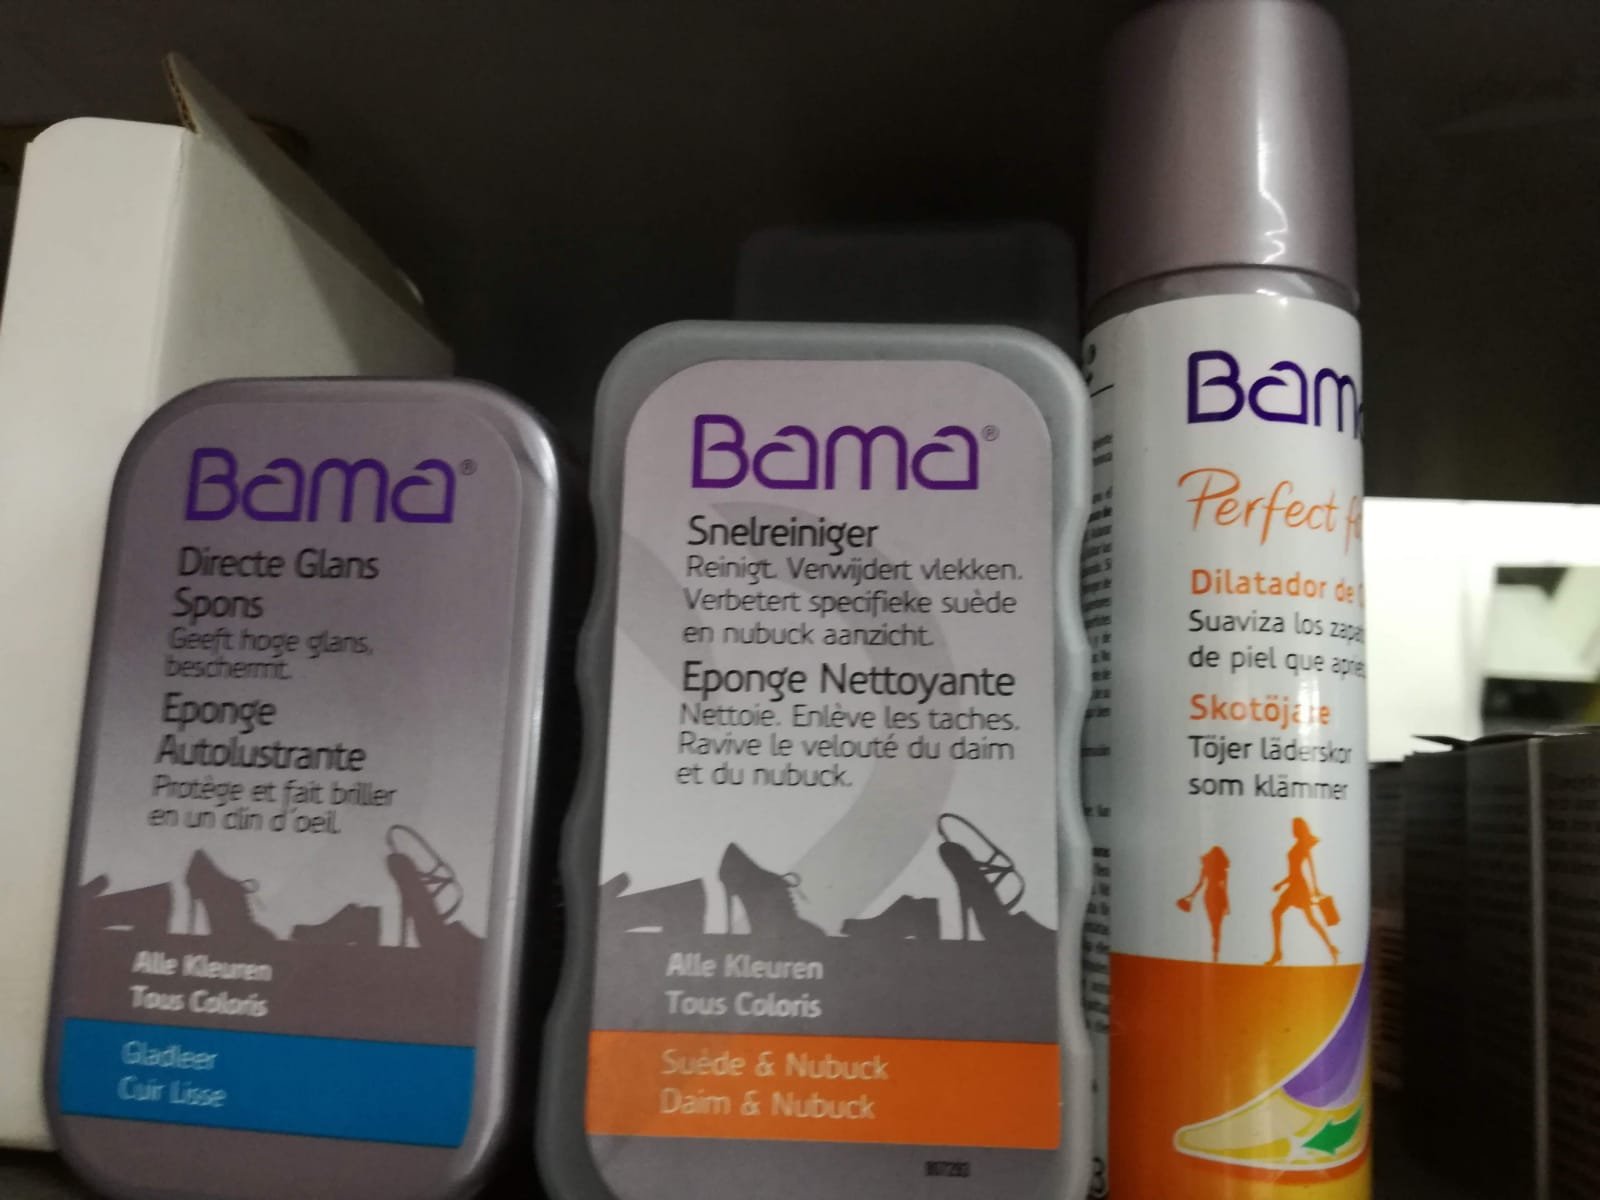 Bama®
Directe Glans
Spons
Geeft hoge glans,
beschermt.
Eponge
Autolustrante
Protège et fait briller
en un clin d'oeil.
Alle Kleuren
Tous Coloris
Gladleer
Cuir Lisse
Bama®
Snelreiniger
Reinigt. Verwijdert vlekken.
Verbetert specifieke suède
en nubuck aanzicht.
Eponge Nettoyante
Nettoie. Enlève les taches.
Ravive le velouté du daim
et du nubuck.
Alle Kleuren
Tous Coloris
Suède & Nubuck
Daim & Nubuck
Bama
Perfect
Dilatador de
Suaviza los
de piel que
Skotöjare
Töjer läderskor
som klämmer